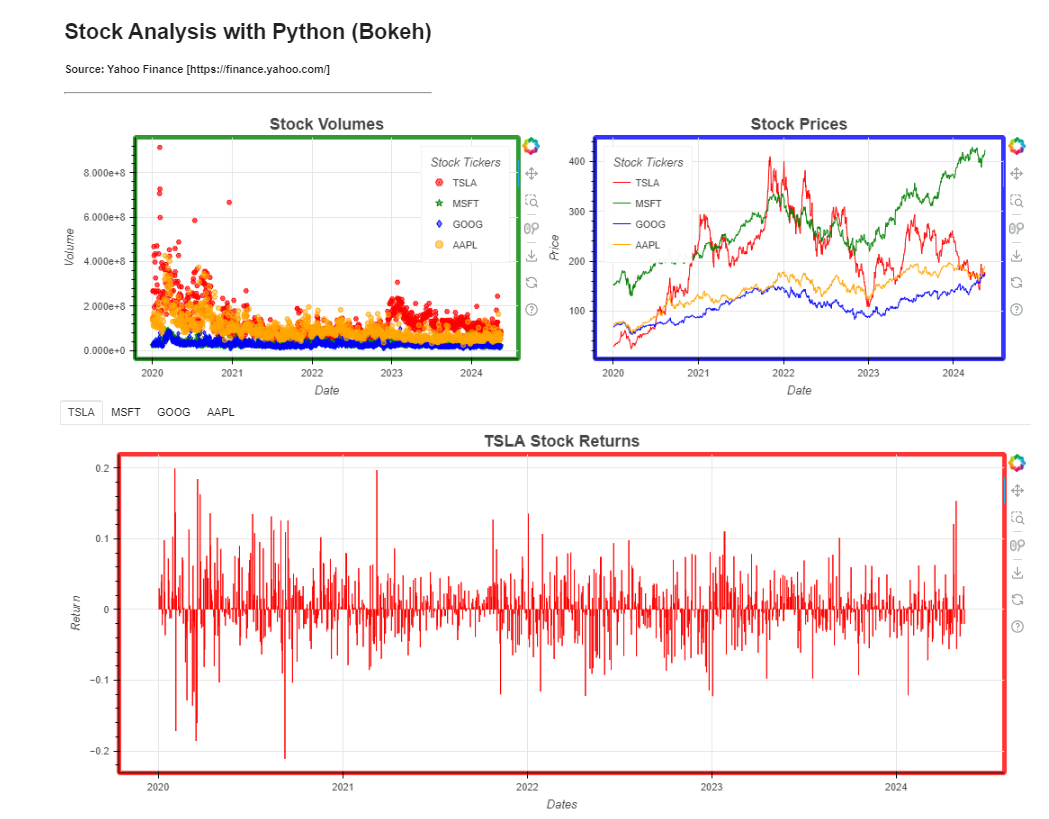 Stock Analysis with Python (Bokeh)
Source: Yahoo Finance [https://finance.yahoo.com/]
Stock Volumes
8.000e+8
6.000e+8
4.000e+8
2.000e+8
0.000e+0
Volume
Stock Tickers
TSLA
MSFT
GOOG
AAPL
2020 2021 2022 2023 2024
Date
Stock Prices
400
300
200
100
Price
Stock Tickers
TSLA
MSFT
GOOG
AAPL
2020 2021 2022 2023 2024
Date
TSLA MSFT GOOG AAPL
TSLA Stock Returns
0.2
0.1
0
−0.1
−0.2
Return
2020 2021 2022 2023 2024
Dates